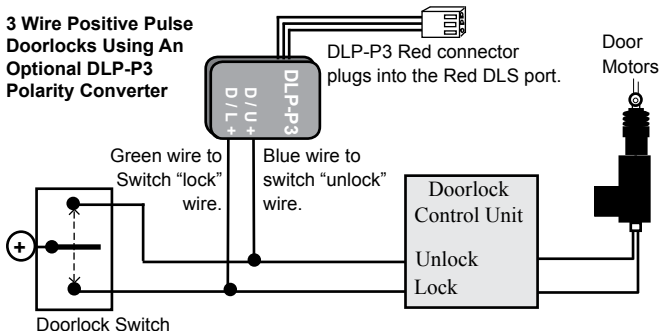 3 Wire Positive Pulse
Doorlocks Using An
Optional DLP-P3
Polarity Converter
DLP-P3 Red connector
plugs into the Red DLS port.
Door
Motors
DLP-P3
D / U +
D / L +
Green wire to
Switch “lock”
wire.
Blue wire to
switch “unlock”
wire.
Doorlock
Control Unit
Unlock
Lock
+
Doorlock Switch